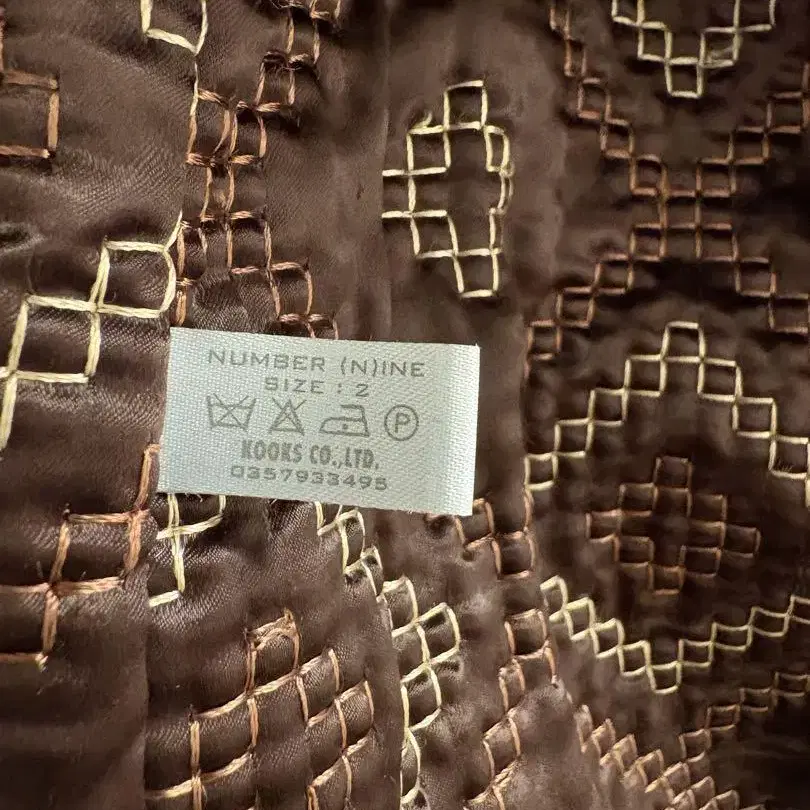 NUMBER (N)INE
SIZE : 2
P
KOOKS CO.,LTD.
0357933495